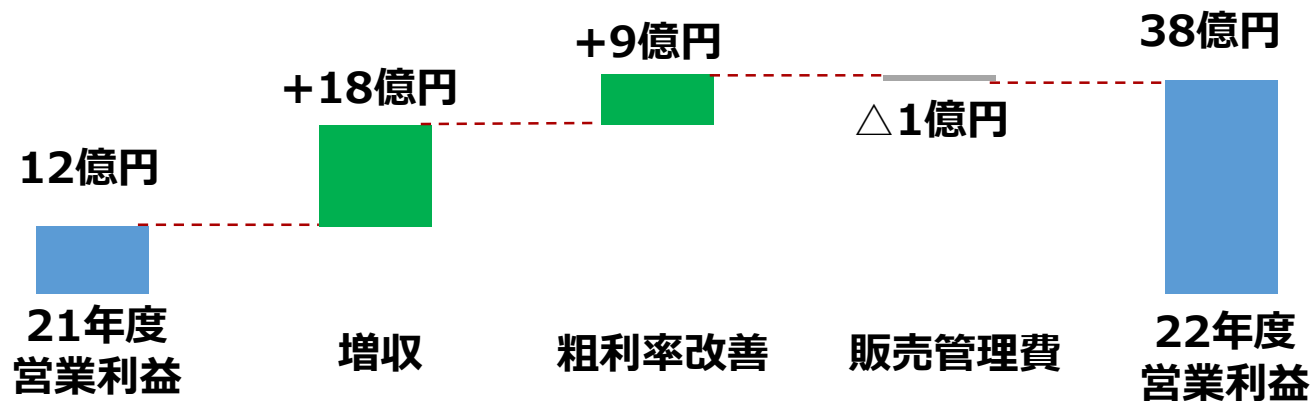 12億円
+18億円
+9億円
△1億円
38億円
21年度
営業利益
増収
粗利率改善
販売管理費
22年度
営業利益